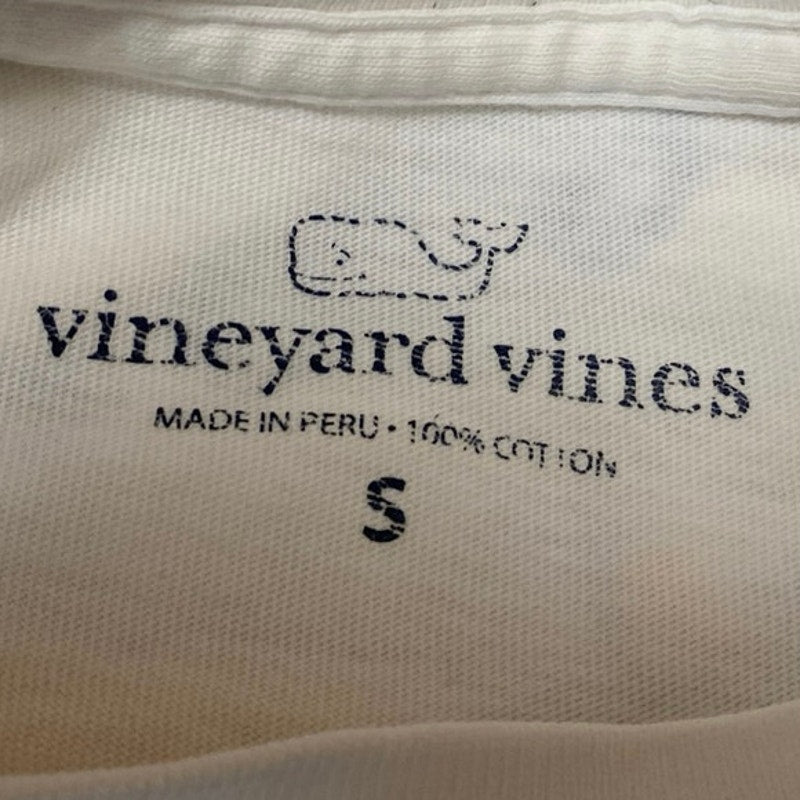 vineyard vines
MADE IN PERU • 100% COTTON
S